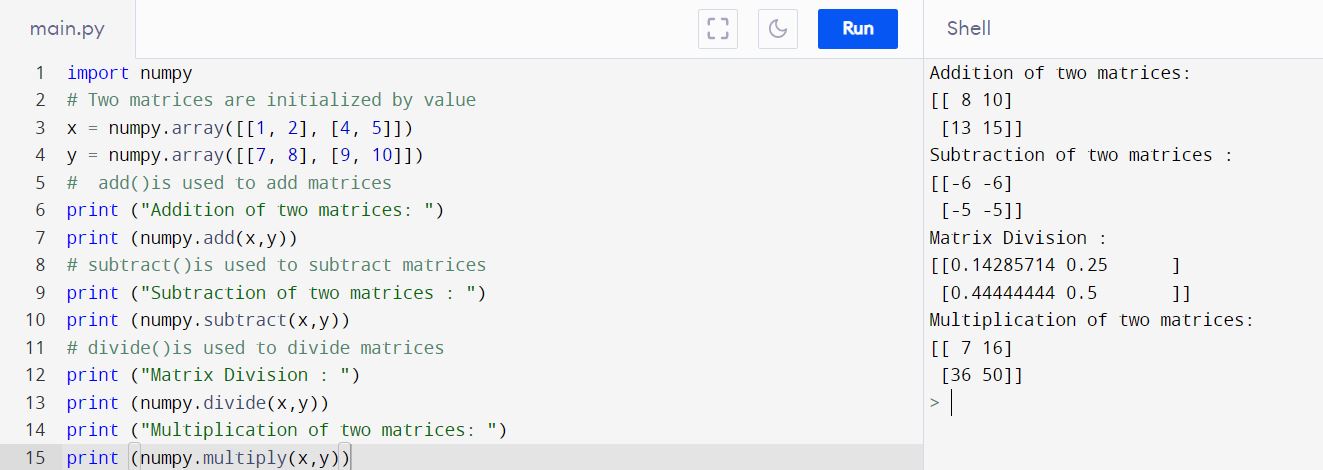 main.py
Run
Shell
1 import numpy
2 # Two matrices are initialized by value
3 x = numpy.array([[1, 2], [4, 5]])
4 y = numpy.array([[7, 8], [9, 10]])
5 #  add()is used to add matrices
6 print ("Addition of two matrices: ")
7 print (numpy.add(x,y))
8 # subtract()is used to subtract matrices
9 print ("Subtraction of two matrices : ")
10 print (numpy.subtract(x,y))
11 # divide()is used to divide matrices
12 print ("Matrix Division : ")
13 print (numpy.divide(x,y))
14 print ("Multiplication of two matrices: ")
15 print (numpy.multiply(x,y))
Addition of two matrices:
[[ 8 10]
 [13 15]]
Subtraction of two matrices :
[[-6 -6]
 [-5 -5]]
Matrix Division :
[[0.14285714 0.25      ]
 [0.44444444 0.5       ]]
Multiplication of two matrices:
[[ 7 16]
 [36 50]]
>